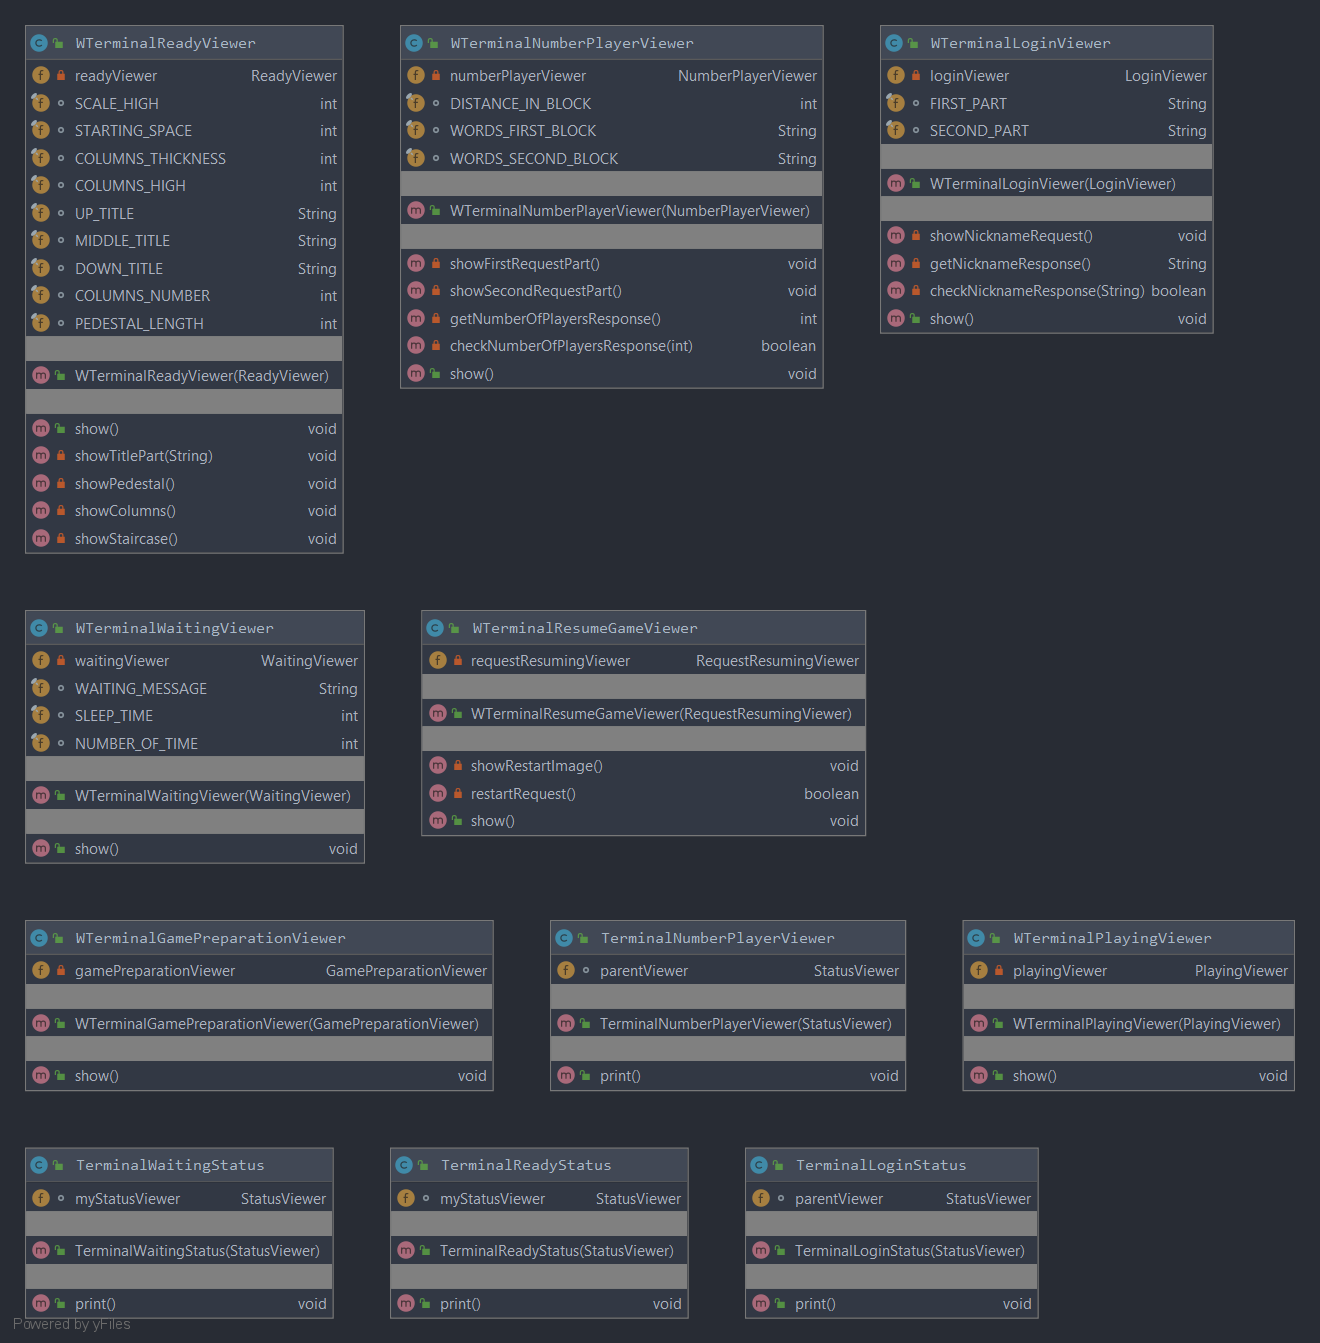 WTerminalReadyViewer
readyViewer ReadyViewer
SCALE_HIGH int
STARTING_SPACE int
COLUMNS_THICKNESS int
COLUMNS_HIGH int
UP_TITLE String
MIDDLE_TITLE String
DOWN_TITLE String
COLUMNS_NUMBER int
PEDESTAL_LENGTH int
WTerminalReadyViewer(ReadyViewer)
show() void
showTitlePart(String) void
showPedestal() void
showColumns() void
showStaircase() void
WTerminalNumberPlayerViewer
numberPlayerViewer NumberPlayerViewer
DISTANCE_IN_BLOCK int
WORDS_FIRST_BLOCK String
WORDS_SECOND_BLOCK String
WTerminalNumberPlayerViewer(NumberPlayerViewer)
showFirstRequestPart() void
showSecondRequestPart() void
getNumberOfPlayersResponse() int
checkNumberOfPlayersResponse(int) boolean
show() void
WTerminalLoginViewer
loginViewer LoginViewer
FIRST_PART String
SECOND_PART String
WTerminalLoginViewer(LoginViewer)
showNicknameRequest() void
getNicknameResponse() String
checkNicknameResponse(String) boolean
show() void
WTerminalWaitingViewer
waitingViewer WaitingViewer
WAITING_MESSAGE String
SLEEP_TIME int
NUMBER_OF_TIME int
WTerminalWaitingViewer(WaitingViewer)
show() void
WTerminalResumeGameViewer
requestResumingViewer RequestResumingViewer
WTerminalResumeGameViewer(RequestResumingViewer)
showRestartImage() void
restartRequest() boolean
show() void
WTerminalGamePreparationViewer
gamePreparationViewer GamePreparationViewer
WTerminalGamePreparationViewer(GamePreparationViewer)
show() void
TerminalNumberPlayerViewer
parentViewer StatusViewer
TerminalNumberPlayerViewer(StatusViewer)
print() void
WTerminalPlayingViewer
playingViewer PlayingViewer
WTerminalPlayingViewer(PlayingViewer)
show() void
TerminalWaitingStatus
myStatusViewer StatusViewer
TerminalWaitingStatus(StatusViewer)
print() void
TerminalReadyStatus
myStatusViewer StatusViewer
TerminalReadyStatus(StatusViewer)
print() void
TerminalLoginStatus
parentViewer StatusViewer
TerminalLoginStatus(StatusViewer)
print() void
Powered by yFiles